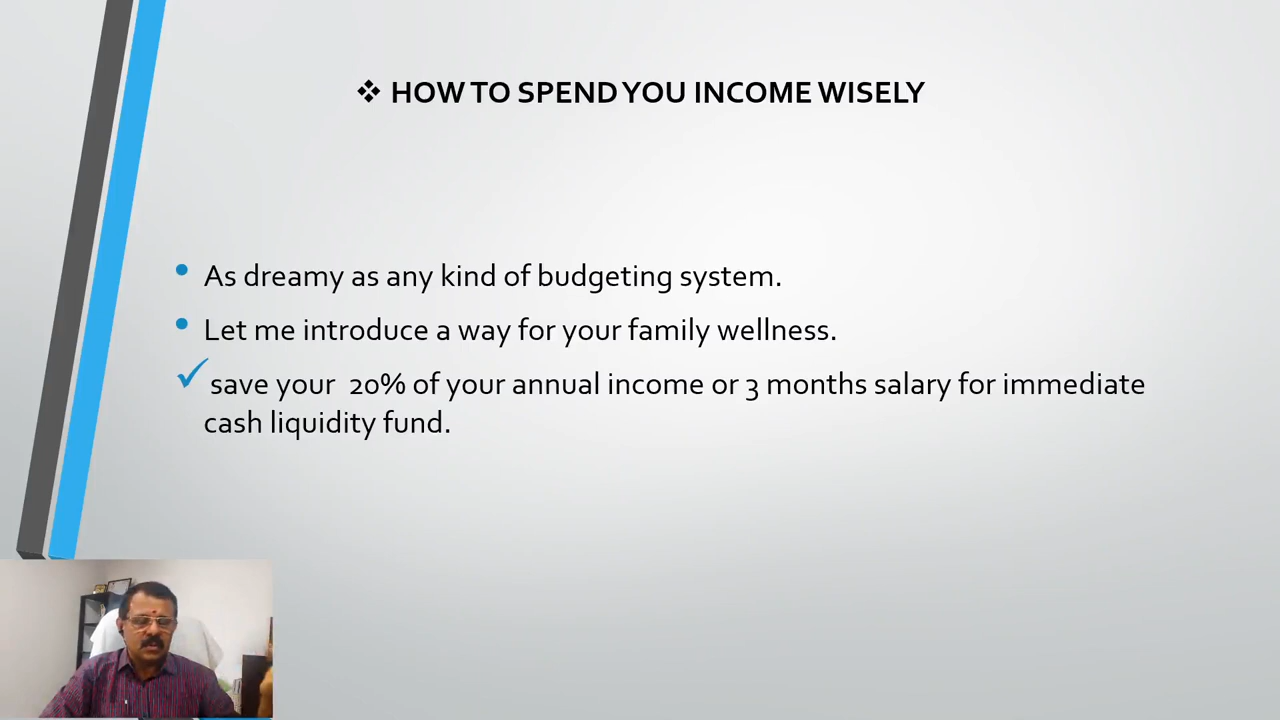 ❖ HOW TO SPEND YOU INCOME WISELY
• As dreamy as any kind of budgeting system.
• Let me introduce a way for your family wellness.
✓ save your 20% of your annual income or 3 months salary for immediate
cash liquidity fund.